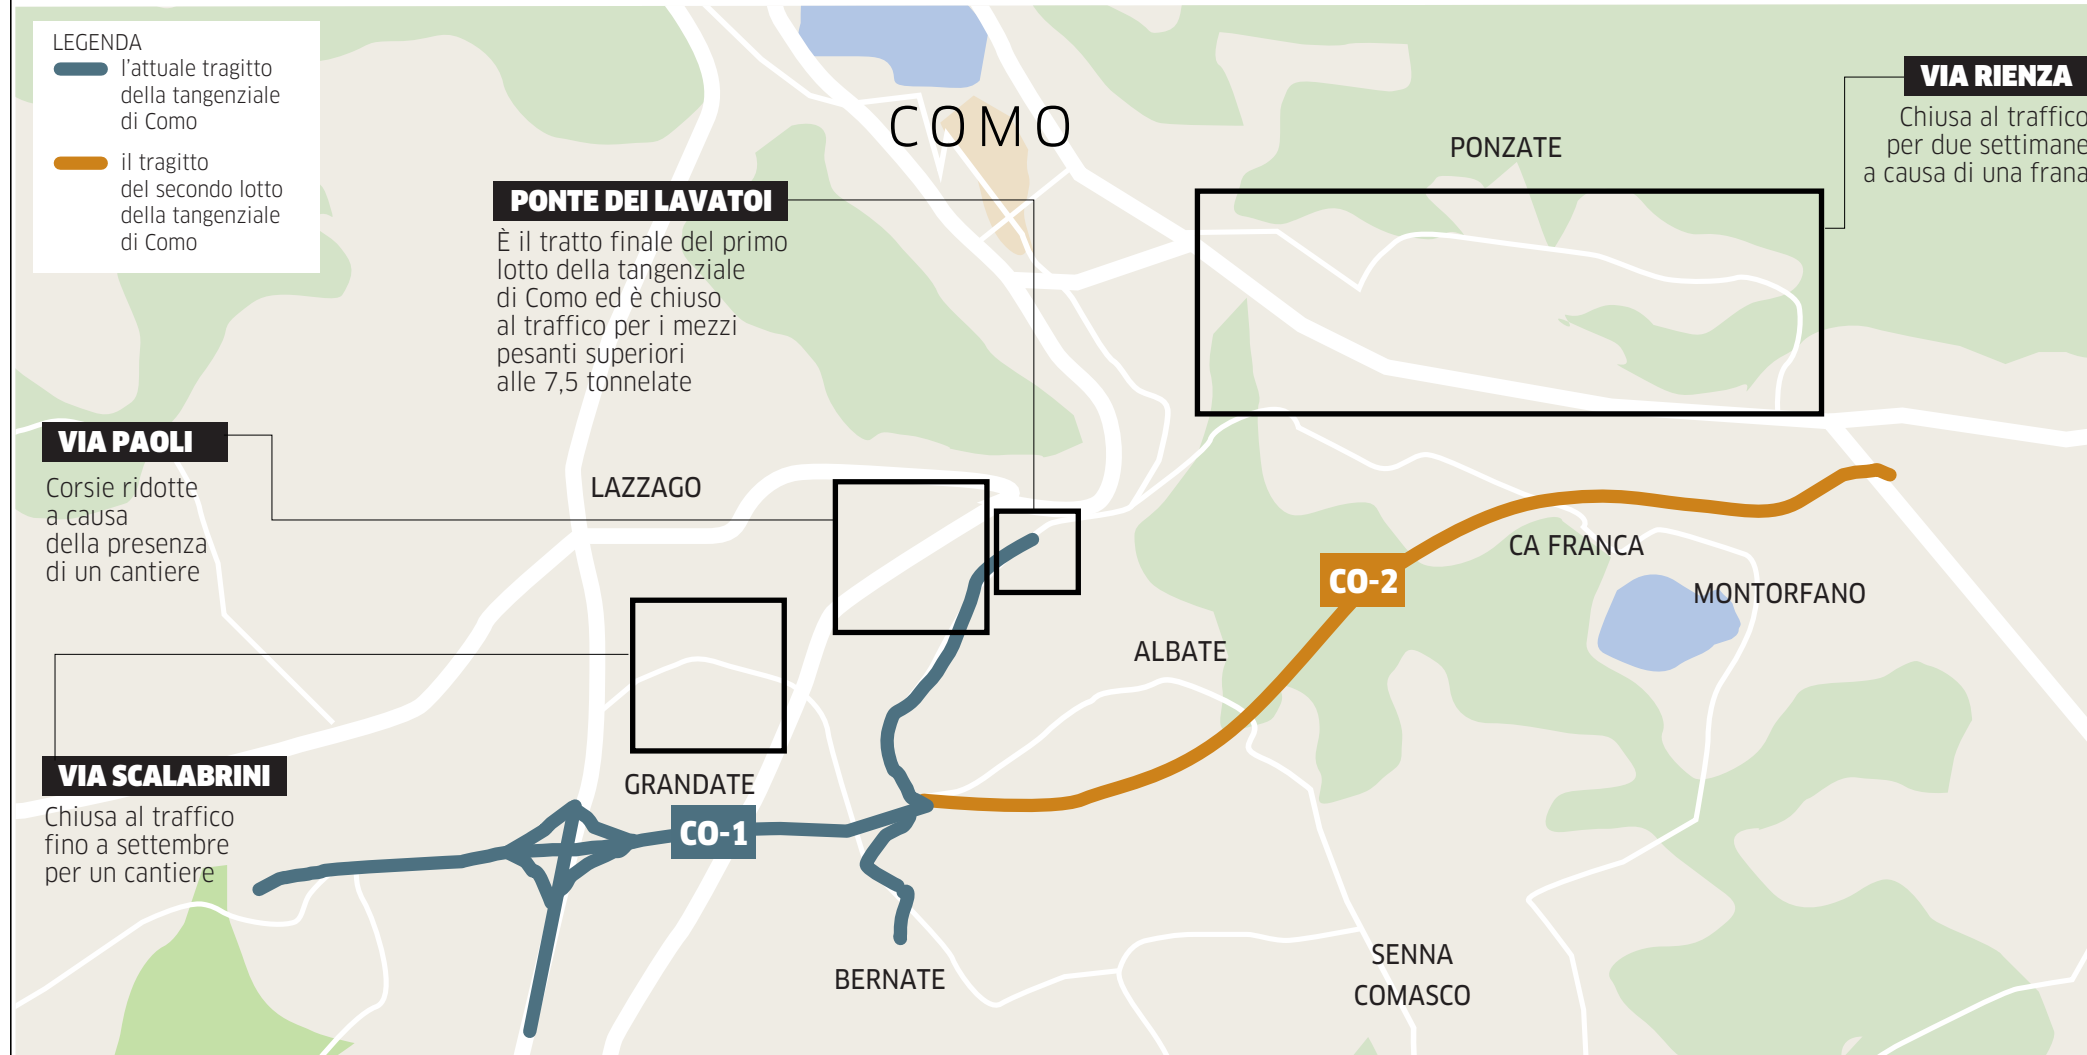 LEGENDA
l'attuale tragitto
della tangenziale
di Como
il tragitto
del secondo lotto
della tangenziale
di Como
COMO
PONTE DEI LAVATOI
È il tratto finale del primo
lotto della tangenziale
di Como ed è chiuso
al traffico per i mezzi
pesanti superiori
alle 7,5 tonnelate
PONZATE
VIA RIENZA
Chiusa al traffico
per due settimane
a causa di una frana
VIA PAOLI
Corsie ridotte
a causa
della presenza
di un cantiere
LAZZAGO
CA FRANCA
CO-2
MONTORFANO
ALBATE
VIA SCALABRINI
Chiusa al traffico
fino a settembre
per un cantiere
GRANDATE
CO-1
BERNATE
SENNA
COMASCO